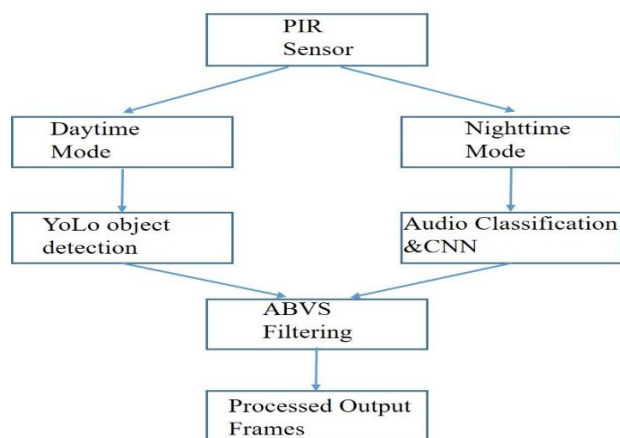 PIR
Sensor
Daytime
Mode
Nighttime
Mode
YoLo object
detection
Audio Classification
&CNN
ABVS
Filtering
Processed Output
Frames